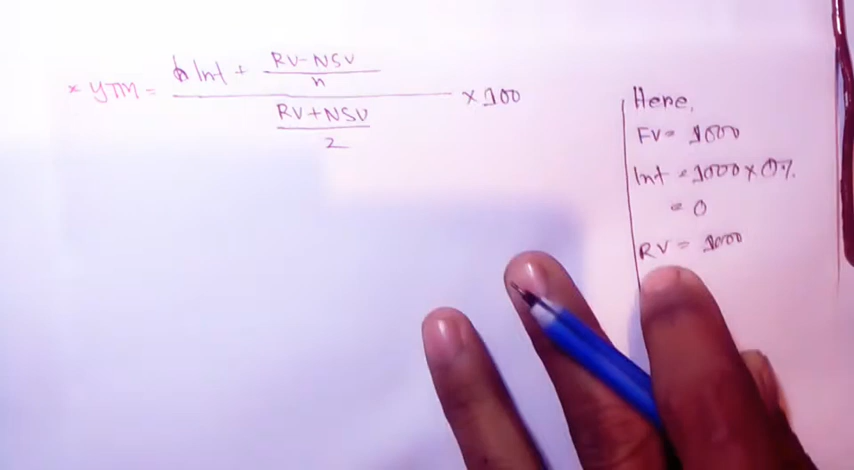 * YTM = Int + RV-NSV / n
RV+NSV / 2
× 100
Here,
FV = 1000
Int = 1000 × 0%
= 0
RV = 1000